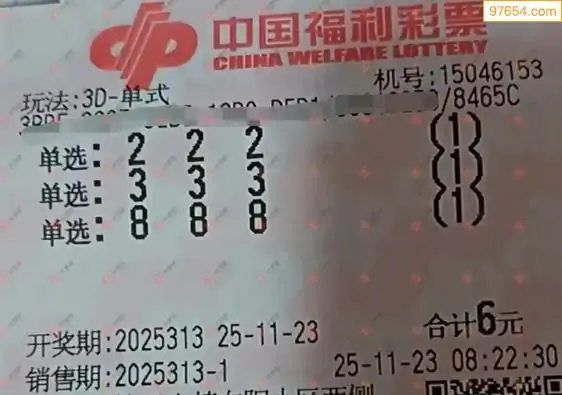 97654.com
中国福利彩票
CHINA WELFARE LOTTERY
玩法:3D-单式
机号:15046153
/8465C
单选: 2 2 2 (1)
单选: 3 3 3 (1)
单选: 8 8 8 (1)
开奖期:2025313 25-11-23 合计6元
销售期:2025313-1 25-11-23 08:22:30